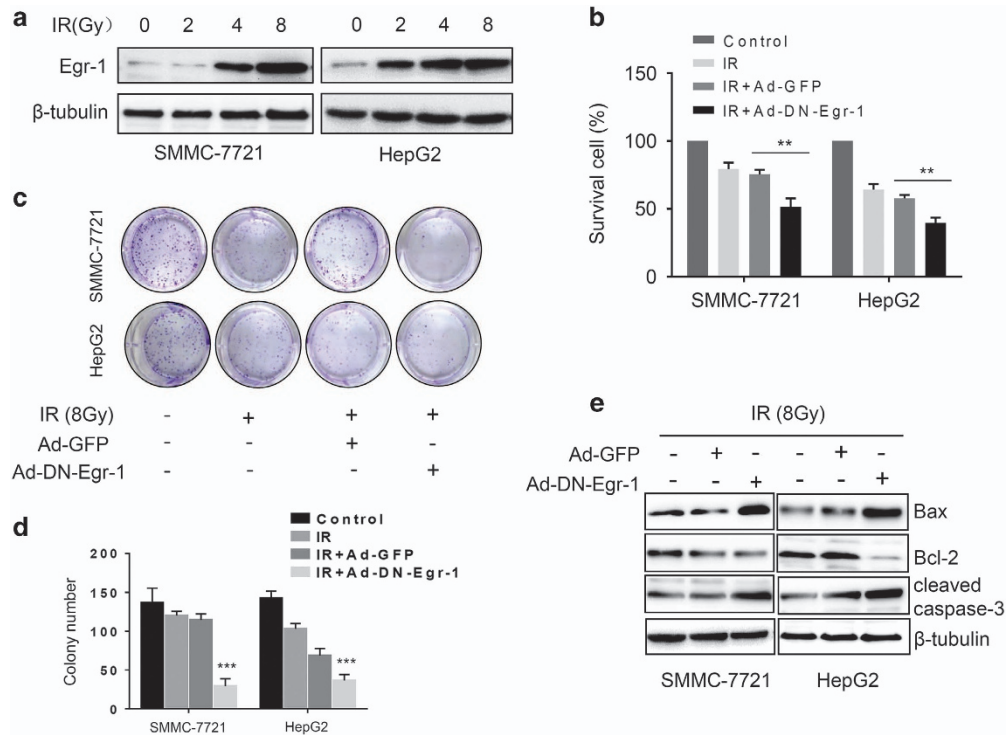 a
IR(Gy)
0 2 4 8 0 2 4 8
Egr-1
β-tubulin
SMMC-7721 HepG2
b
Control
IR
IR+Ad-GFP
IR+Ad-DN-Egr-1
Survival cell (%)
150
100
50
0
** **
SMMC-7721 HepG2
c
SMMC-7721
HepG2
IR (8Gy) - + + +
Ad-GFP - - + -
Ad-DN-Egr-1 - - - +
d
Control
IR
IR+Ad-GFP
IR+Ad-DN-Egr-1
Colony number
200
150
100
50
0
*** ***
SMMC-7721 HepG2
e
IR (8Gy)
Ad-GFP - + - - + -
Ad-DN-Egr-1 - - + - - +
Bax
Bcl-2
cleaved
caspase-3
β-tubulin
SMMC-7721 HepG2